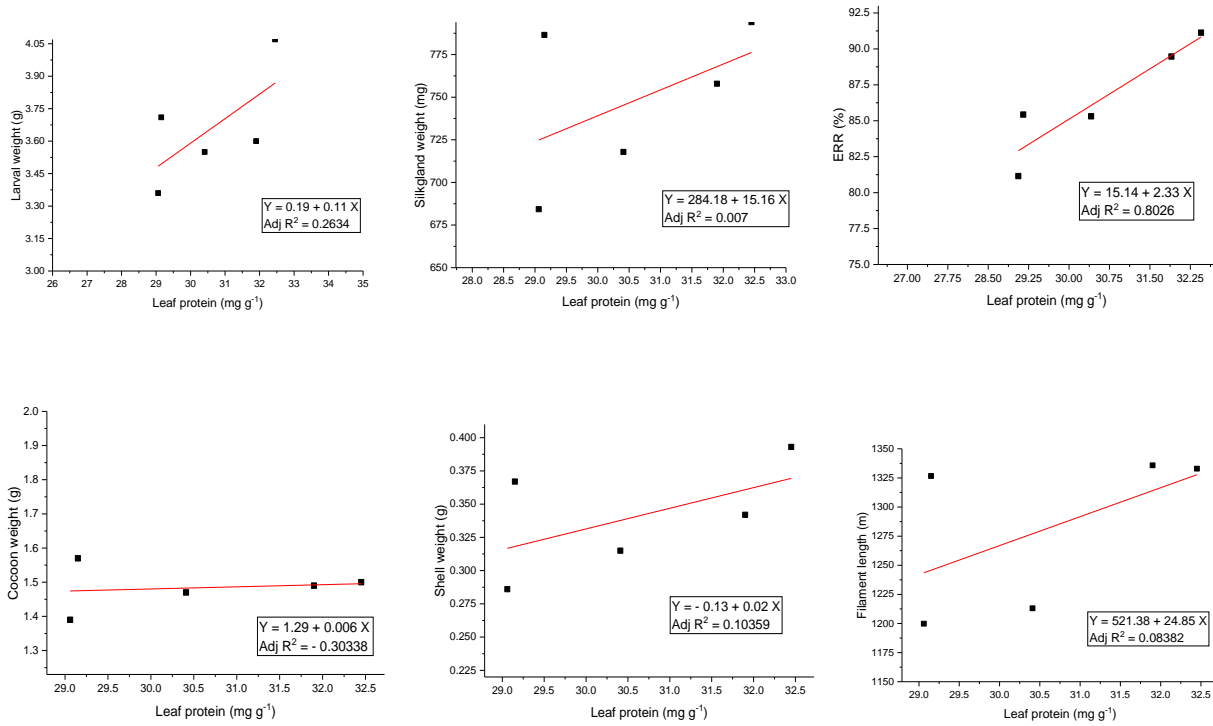 Larval weight (g)
4.05
3.90
3.75
3.60
3.45
3.30
3.15
3.00
26 27 28 29 30 31 32 33 34 35
Leaf protein (mg g⁻¹)
Y = 0.19 + 0.11 X
Adj R² = 0.2634
Silkgland weight (mg)
775
750
725
700
675
650
28.0 28.5 29.0 29.5 30.0 30.5 31.0 31.5 32.0 32.5 33.0
Leaf protein (mg g⁻¹)
Y = 284.18 + 15.16 X
Adj R² = 0.007
ERR (%)
92.5
90.0
87.5
85.0
82.5
80.0
77.5
75.0
27.00 27.75 28.50 29.25 30.00 30.75 31.50 32.25
Leaf protein (mg g⁻¹)
Y = 15.14 + 2.33 X
Adj R² = 0.8026
Cocoon weight (g)
2.0
1.9
1.8
1.7
1.6
1.5
1.4
1.3
29.0 29.5 30.0 30.5 31.0 31.5 32.0 32.5
Leaf protein (mg g⁻¹)
Y = 1.29 + 0.006 X
Adj R² = - 0.30338
Shell weight (g)
0.400
0.375
0.350
0.325
0.300
0.275
0.250
0.225
29.0 29.5 30.0 30.5 31.0 31.5 32.0 32.5
Leaf protein (mg g⁻¹)
Y = - 0.13 + 0.02 X
Adj R² = 0.10359
Filament length (m)
1350
1300
1250
1200
1150
29.0 29.5 30.0 30.5 31.0 31.5 32.0 32.5
Leaf protein (mg g⁻¹)
Y = 521.38 + 24.85 X
Adj R² = 0.08382